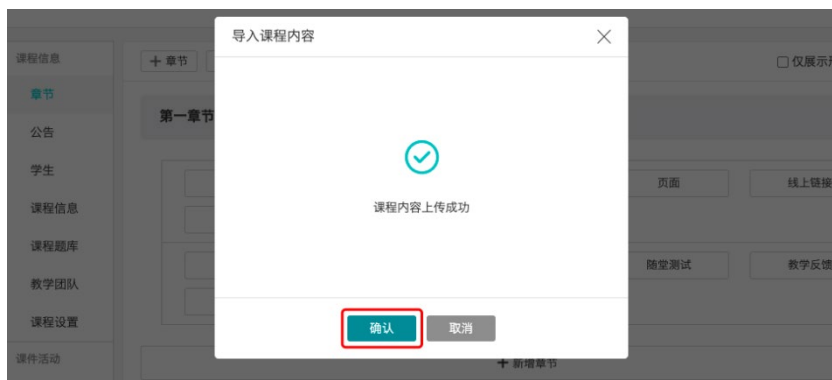 导入课程内容
课程信息
+ 章节
仅展示
章节
第一章节
公告
学生
页面
线上链接
课程信息
课程内容上传成功
课程题库
随堂测试
教学反馈
教学团队
课程设置
确认
取消
课件活动
+ 新增章节